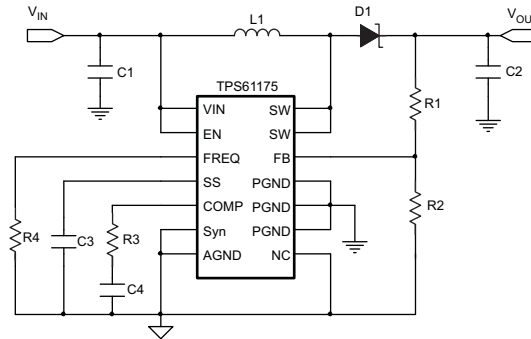 VIN L1 D1 VOUT
C1 C2
TPS61175
VIN SW
EN SW
FREQ FB
SS PGND
COMP PGND
Syn PGND
AGND NC
R1
R2
R4
C3
R3
C4